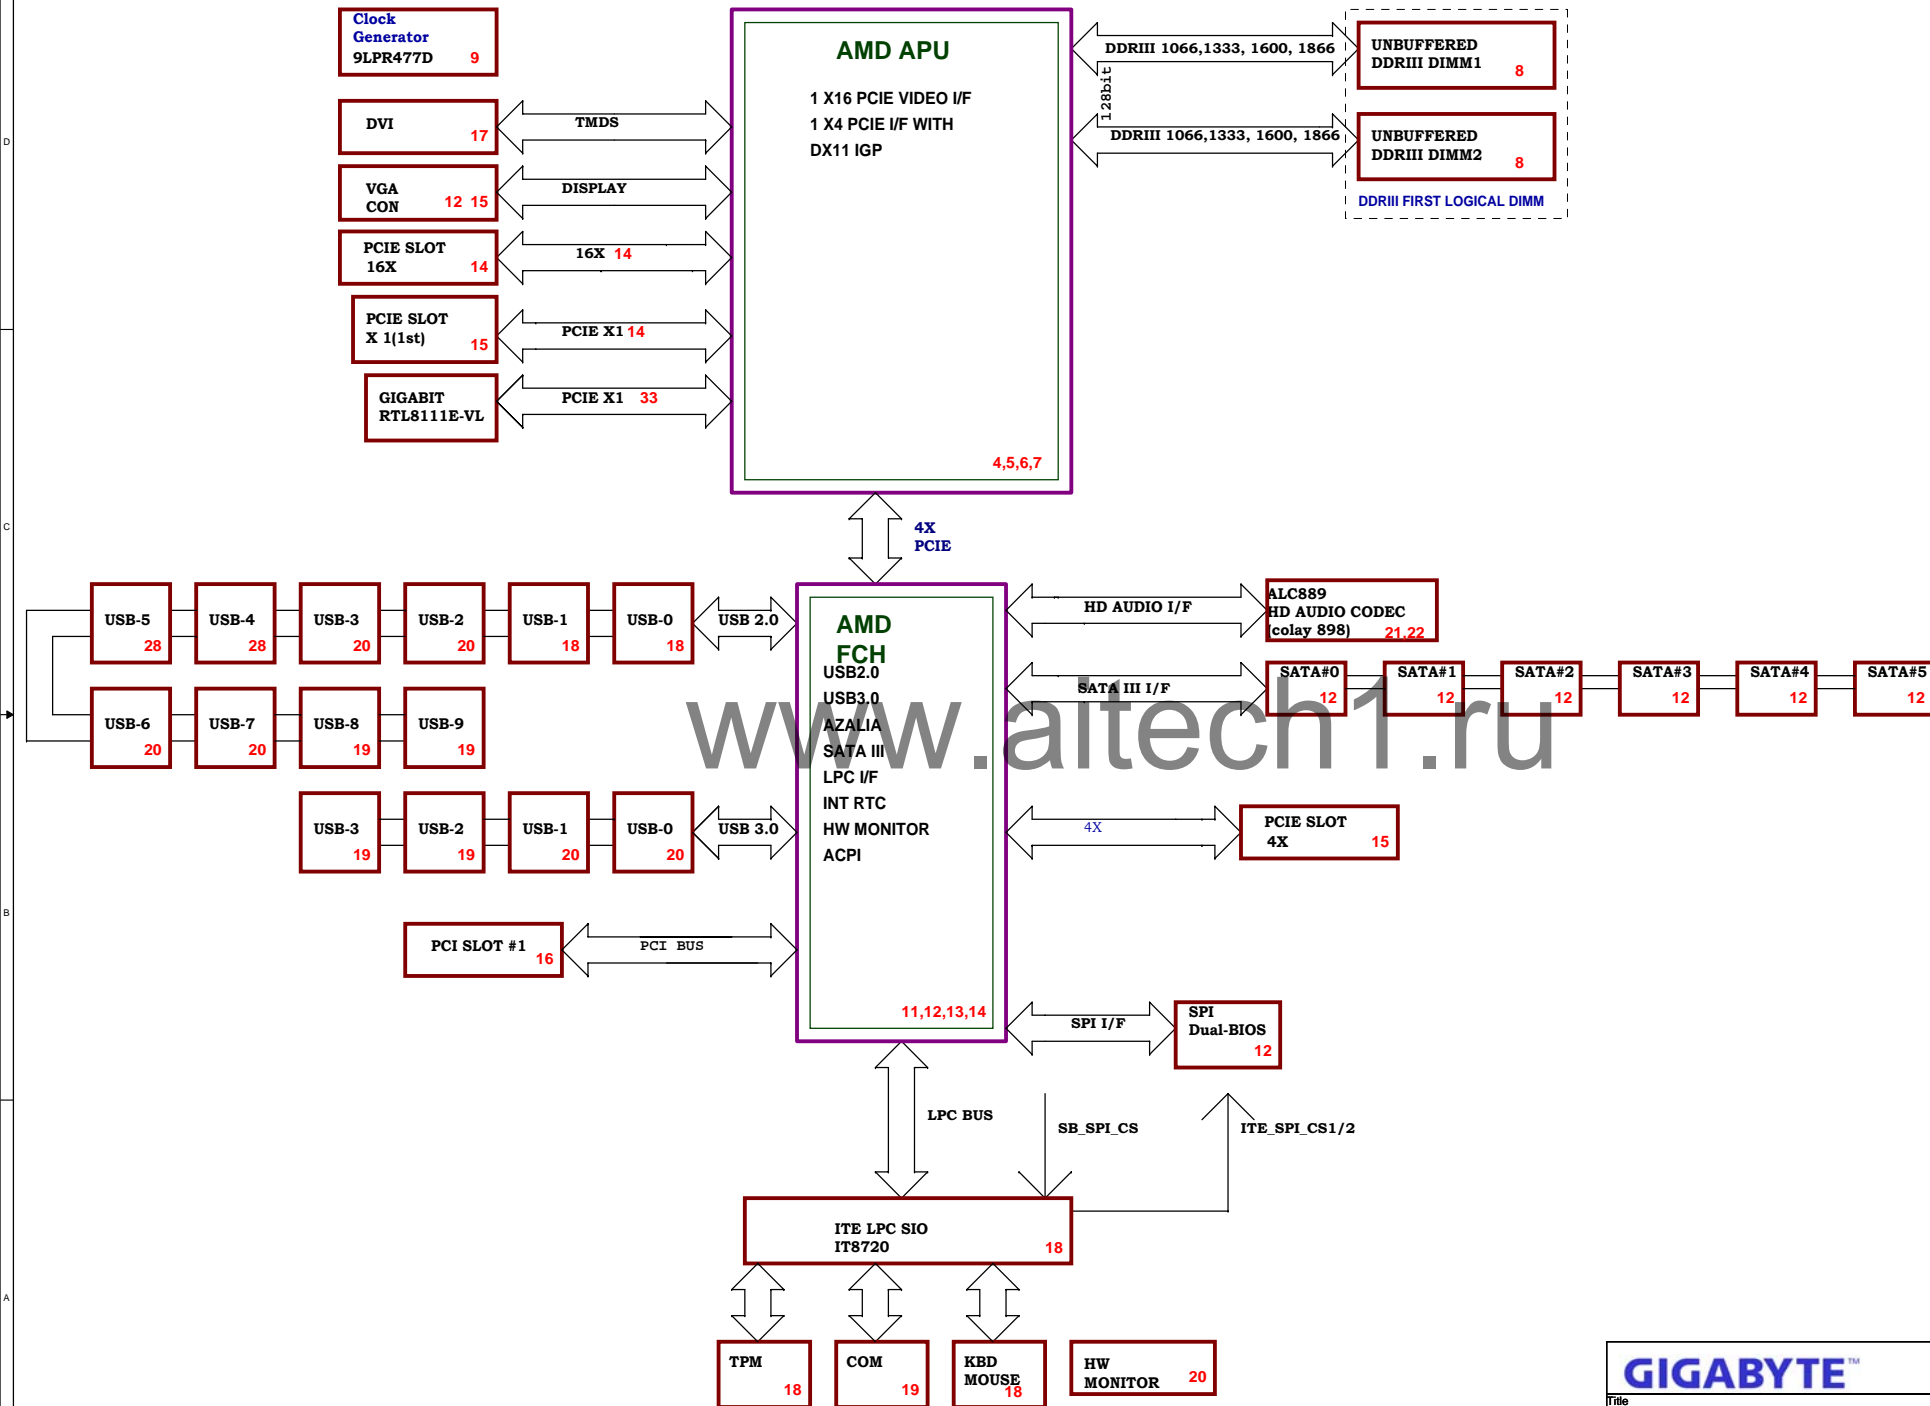 Clock
Generator
9LPR477D 9
DVI 17
TMDS
VGA
CON 12 15
DISPLAY
PCIE SLOT
16X 14
16X 14
PCIE SLOT
X 1(1st) 15
PCIE X1 14
GIGABIT
RTL8111E-VL
PCIE X1 33
AMD APU
1 X16 PCIE VIDEO I/F
1 X4 PCIE I/F WITH
DX11 IGP
4,5,6,7
DDRIII 1066,1333, 1600, 1866
128bit
DDRIII 1066,1333, 1600, 1866
UNBUFFERED
DDRIII DIMM1 8
UNBUFFERED
DDRIII DIMM2 8
DDRIII FIRST LOGICAL DIMM
D
C
B
A
4X
PCIE
USB-5 28
USB-4 28
USB-3 20
USB-2 20
USB-1 18
USB-0 18
USB 2.0
USB-6 20
USB-7 20
USB-8 19
USB-9 19
USB-3 19
USB-2 19
USB-1 20
USB-0 20
USB 3.0
PCI SLOT #1 16
PCI BUS
AMD
FCH
USB2.0
USB3.0
AZALIA
SATA III
LPC I/F
INT RTC
HW MONITOR
ACPI
11,12,13,14
HD AUDIO I/F
ALC889
HD AUDIO CODEC
(colay 898) 21,22
SATA III I/F
SATA#0 12
SATA#1 12
SATA#2 12
SATA#3 12
SATA#4 12
SATA#5 12
www.aitech1.ru
4X
PCIE SLOT
4X 15
SPI I/F
SPI
Dual-BIOS
12
LPC BUS
SB_SPI_CS
ITE_SPI_CS1/2
ITE LPC SIO
IT8720 18
TPM
18
COM
19
KBD
MOUSE
18
HW
MONITOR 20
GIGABYTE™
Title